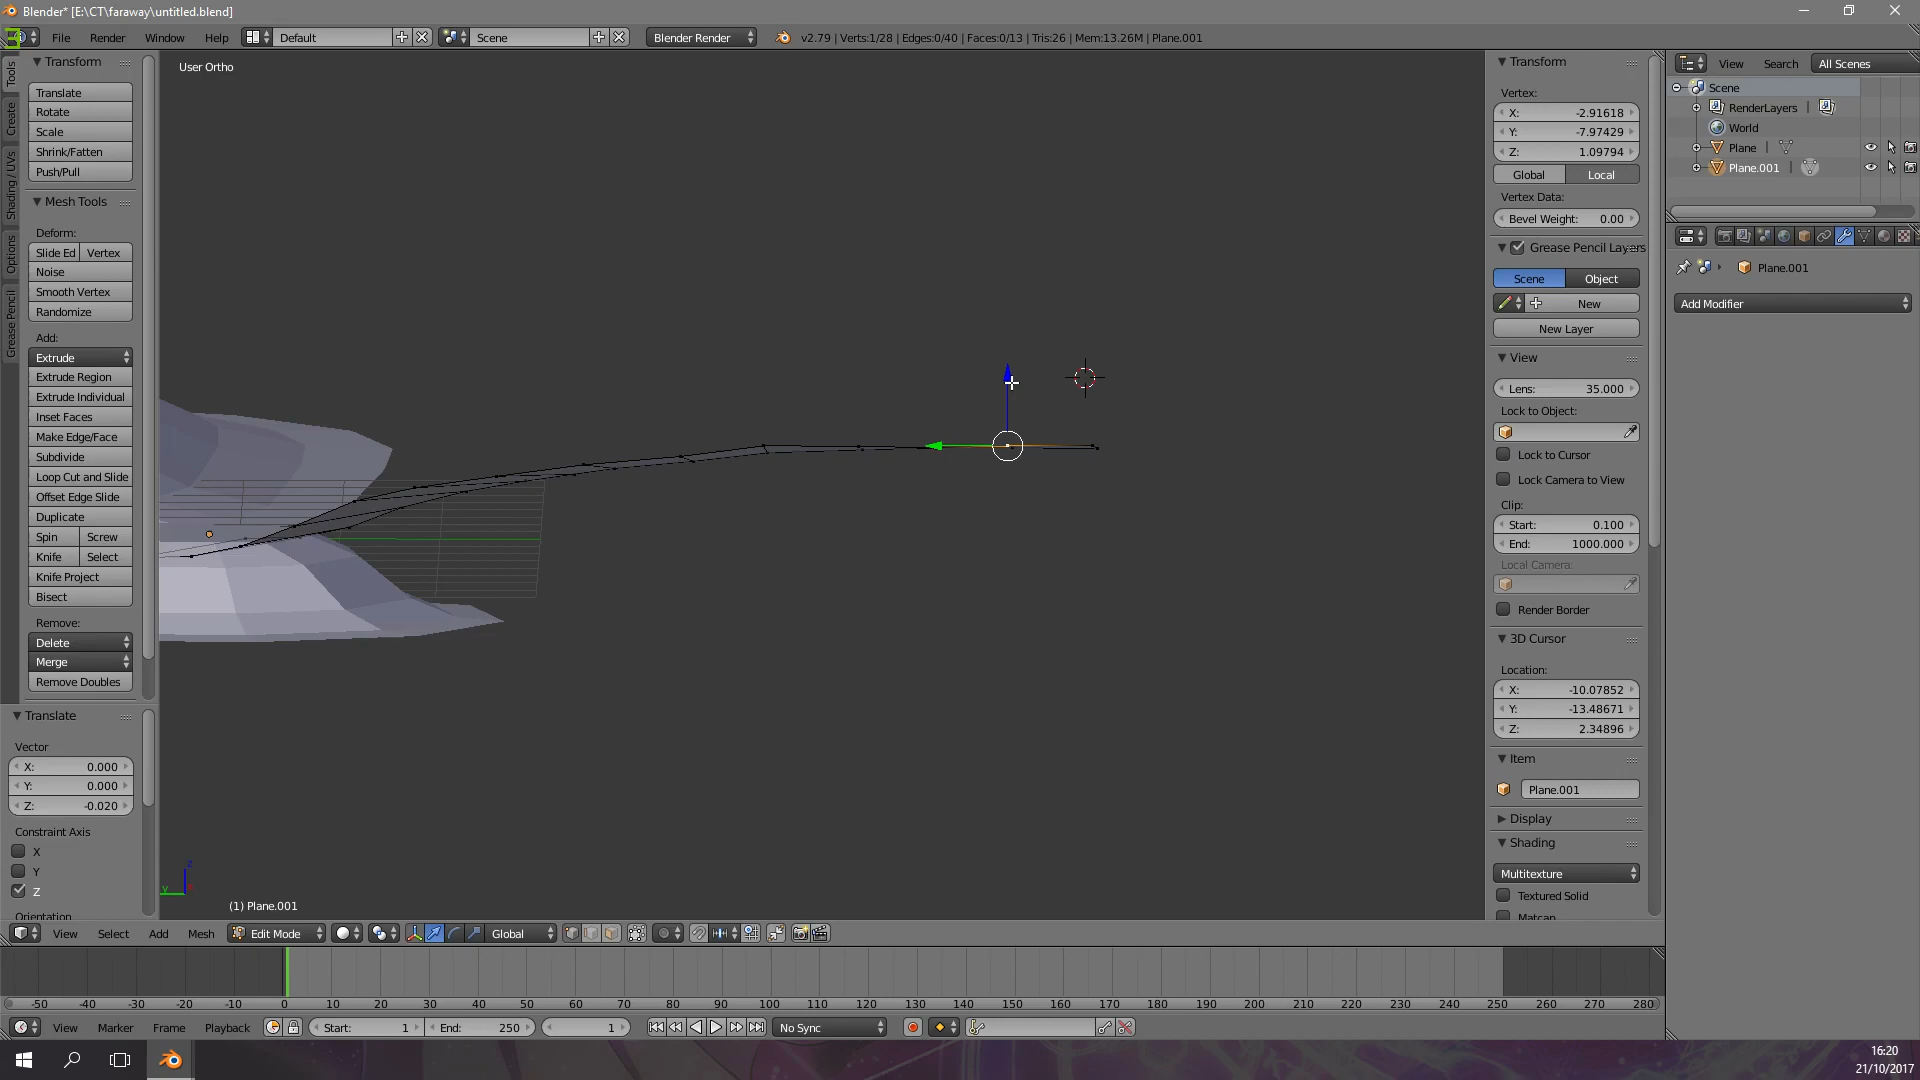 Blender* [E:\CT\faraway\untitled.blend]
3
File Render Window Help Default Scene Blender Render v2.79 | Verts:1/28 | Edges:0/40 | Faces:0/13 | Tris:26 | Mem:13.26M | Plane.001
Tools
Create
Shading / UVs
Options
Grease Pencil
Transform
Translate
Rotate
Scale
Shrink/Fatten
Push/Pull
Mesh Tools
Deform:
Slide Ed Vertex
Noise
Smooth Vertex
Randomize
Add:
Extrude
Extrude Region
Extrude Individual
Inset Faces
Make Edge/Face
Subdivide
Loop Cut and Slide
Offset Edge Slide
Duplicate
Spin Screw
Knife Select
Knife Project
Bisect
Remove:
Delete
Merge
Remove Doubles
Translate
Vector
X: 0.000
Y: 0.000
Z: -0.020
Constraint Axis
X
Y
Z
Orientation
User Ortho
z
y
(1) Plane.001
Transform
Vertex:
X: -2.91618
Y: -7.97429
Z: 1.09794
Global Local
Vertex Data:
Bevel Weight: 0.00
Grease Pencil Layers
Scene Object
New
New Layer
View
Lens: 35.000
Lock to Object:
Lock to Cursor
Lock Camera to View
Clip:
Start: 0.100
End: 1000.000
Local Camera:
Render Border
3D Cursor
Location:
X: -10.07852
Y: -13.48671
Z: 2.34896
Item
Plane.001
Display
Shading
Multitexture
Textured Solid
Matcap
View Search All Scenes
Scene
RenderLayers |
World
Plane |
Plane.001 |
Plane.001
Add Modifier
View Select Add Mesh Edit Mode Global
-50 -40 -30 -20 -10 0 10 20 30 40 50 60 70 80 90 100 110 120 130 140 150 160 170 180 190 200 210 220 230 240 250 260 270 280
View Marker Frame Playback Start: 1 End: 250 1 No Sync
16:20
21/10/2017